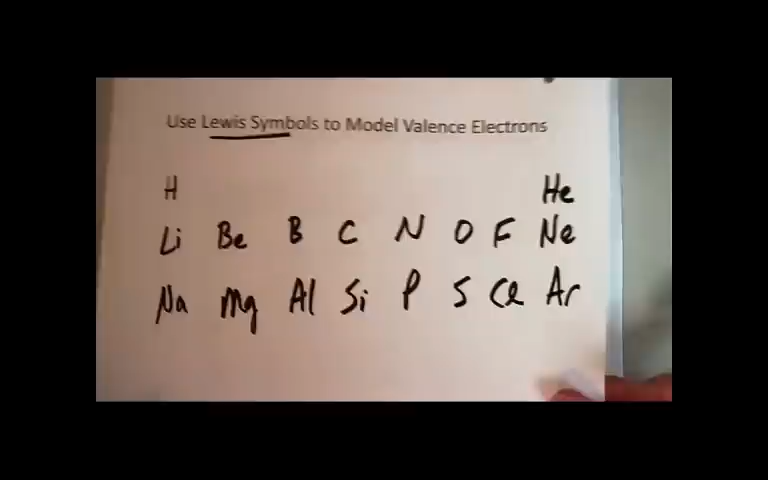 Use Lewis Symbols to Model Valence Electrons
H He
Li Be B C N O F Ne
Na Mg Al Si P S Cl Ar